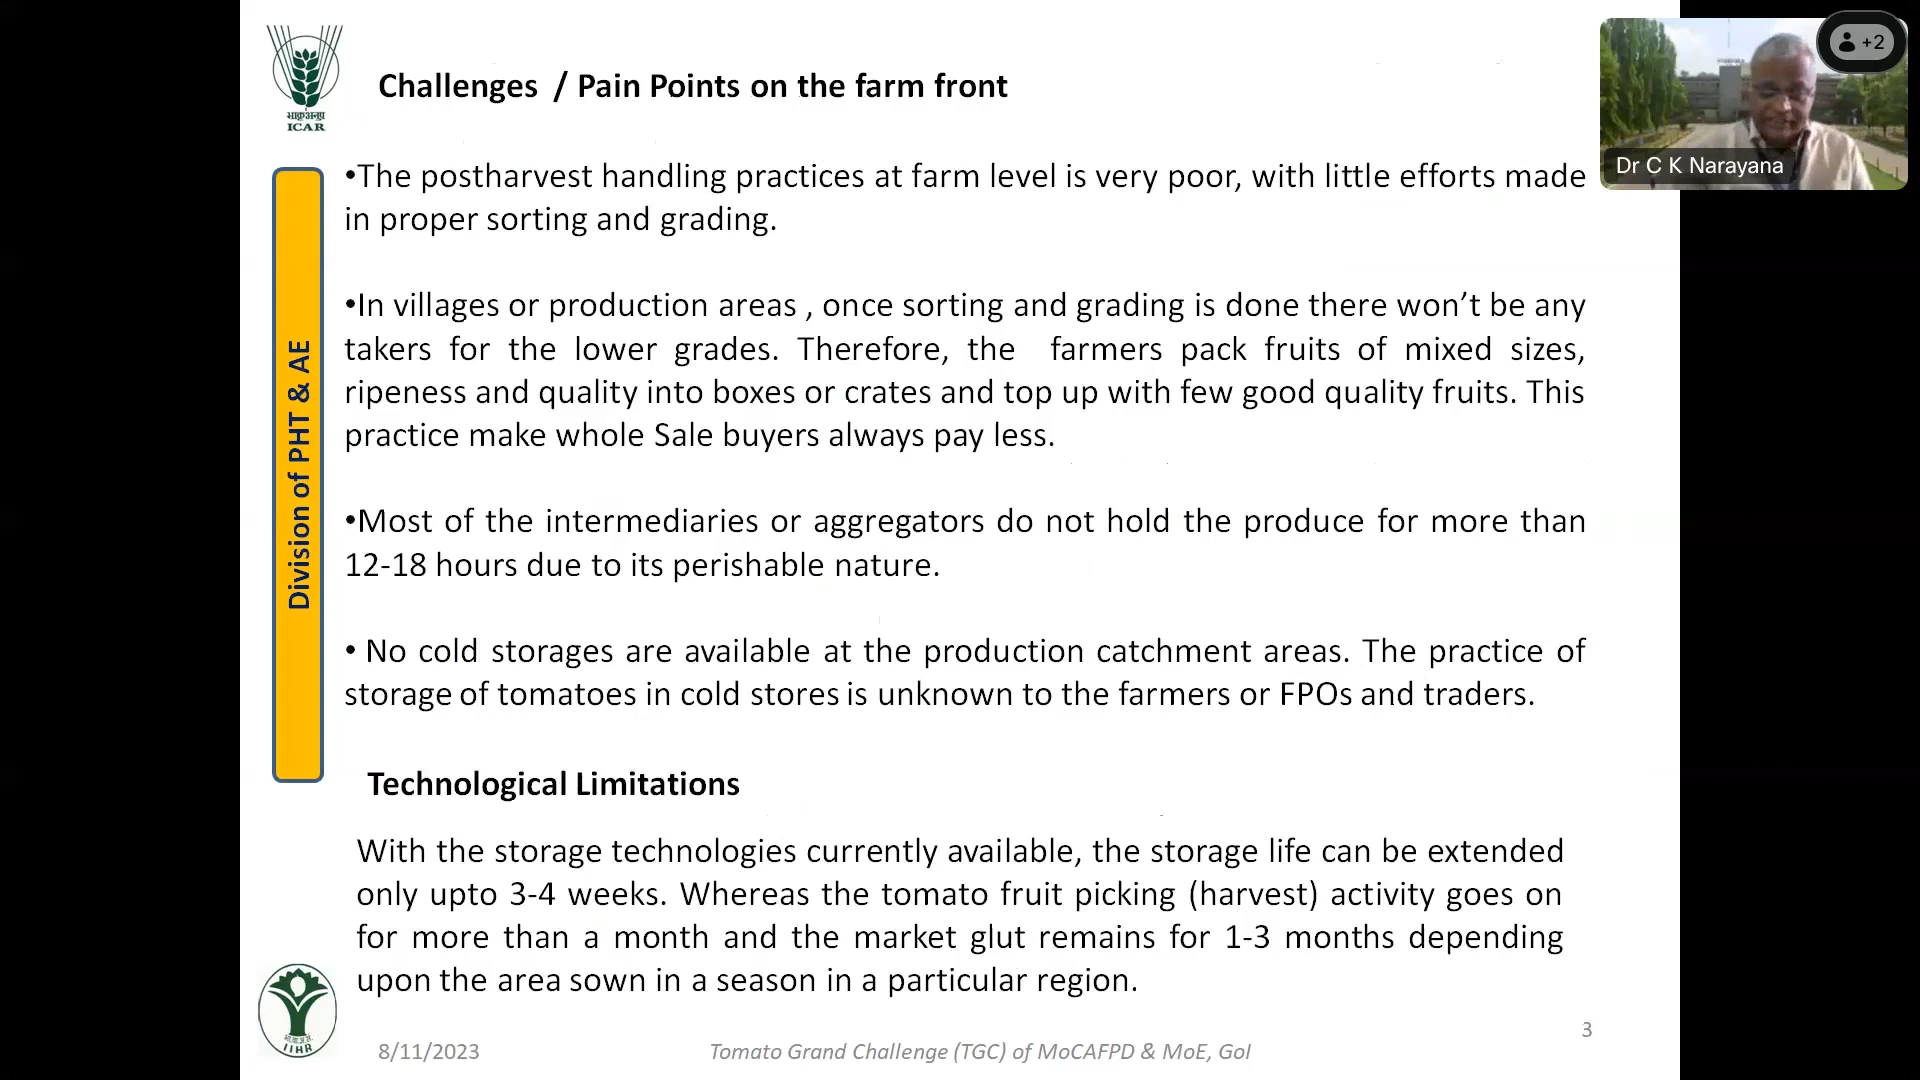 Challenges / Pain Points on the farm front
भाकृअनुप
ICAR
+2
Dr C K Narayana
Division of PHT & AE
•The postharvest handling practices at farm level is very poor, with little efforts made
in proper sorting and grading.
•In villages or production areas , once sorting and grading is done there won’t be any
takers for the lower grades. Therefore, the farmers pack fruits of mixed sizes,
ripeness and quality into boxes or crates and top up with few good quality fruits. This
practice make whole Sale buyers always pay less.
•Most of the intermediaries or aggregators do not hold the produce for more than
12-18 hours due to its perishable nature.
• No cold storages are available at the production catchment areas. The practice of
storage of tomatoes in cold stores is unknown to the farmers or FPOs and traders.
Technological Limitations
With the storage technologies currently available, the storage life can be extended
only upto 3-4 weeks. Whereas the tomato fruit picking (harvest) activity goes on
for more than a month and the market glut remains for 1-3 months depending
upon the area sown in a season in a particular region.
IIHR
8/11/2023
Tomato Grand Challenge (TGC) of MoCAFPD & MoE, GoI
3